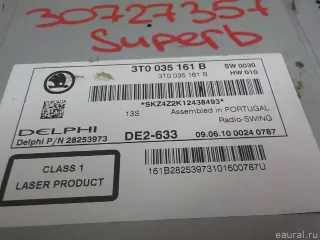 30727357
Superb
3T0 035 161 B
SW 0030
3T0 035 161 B
HW 010
*SKZ4Z2K12438493*
13S
Assembled in PORTUGAL
Radio-SWING
DELPHI
DE2-633
09.06.10 0024 0787
Delphi P/N 28253973
CLASS 1
LASER PRODUCT
161B28253973101600787U
© eaural.ru